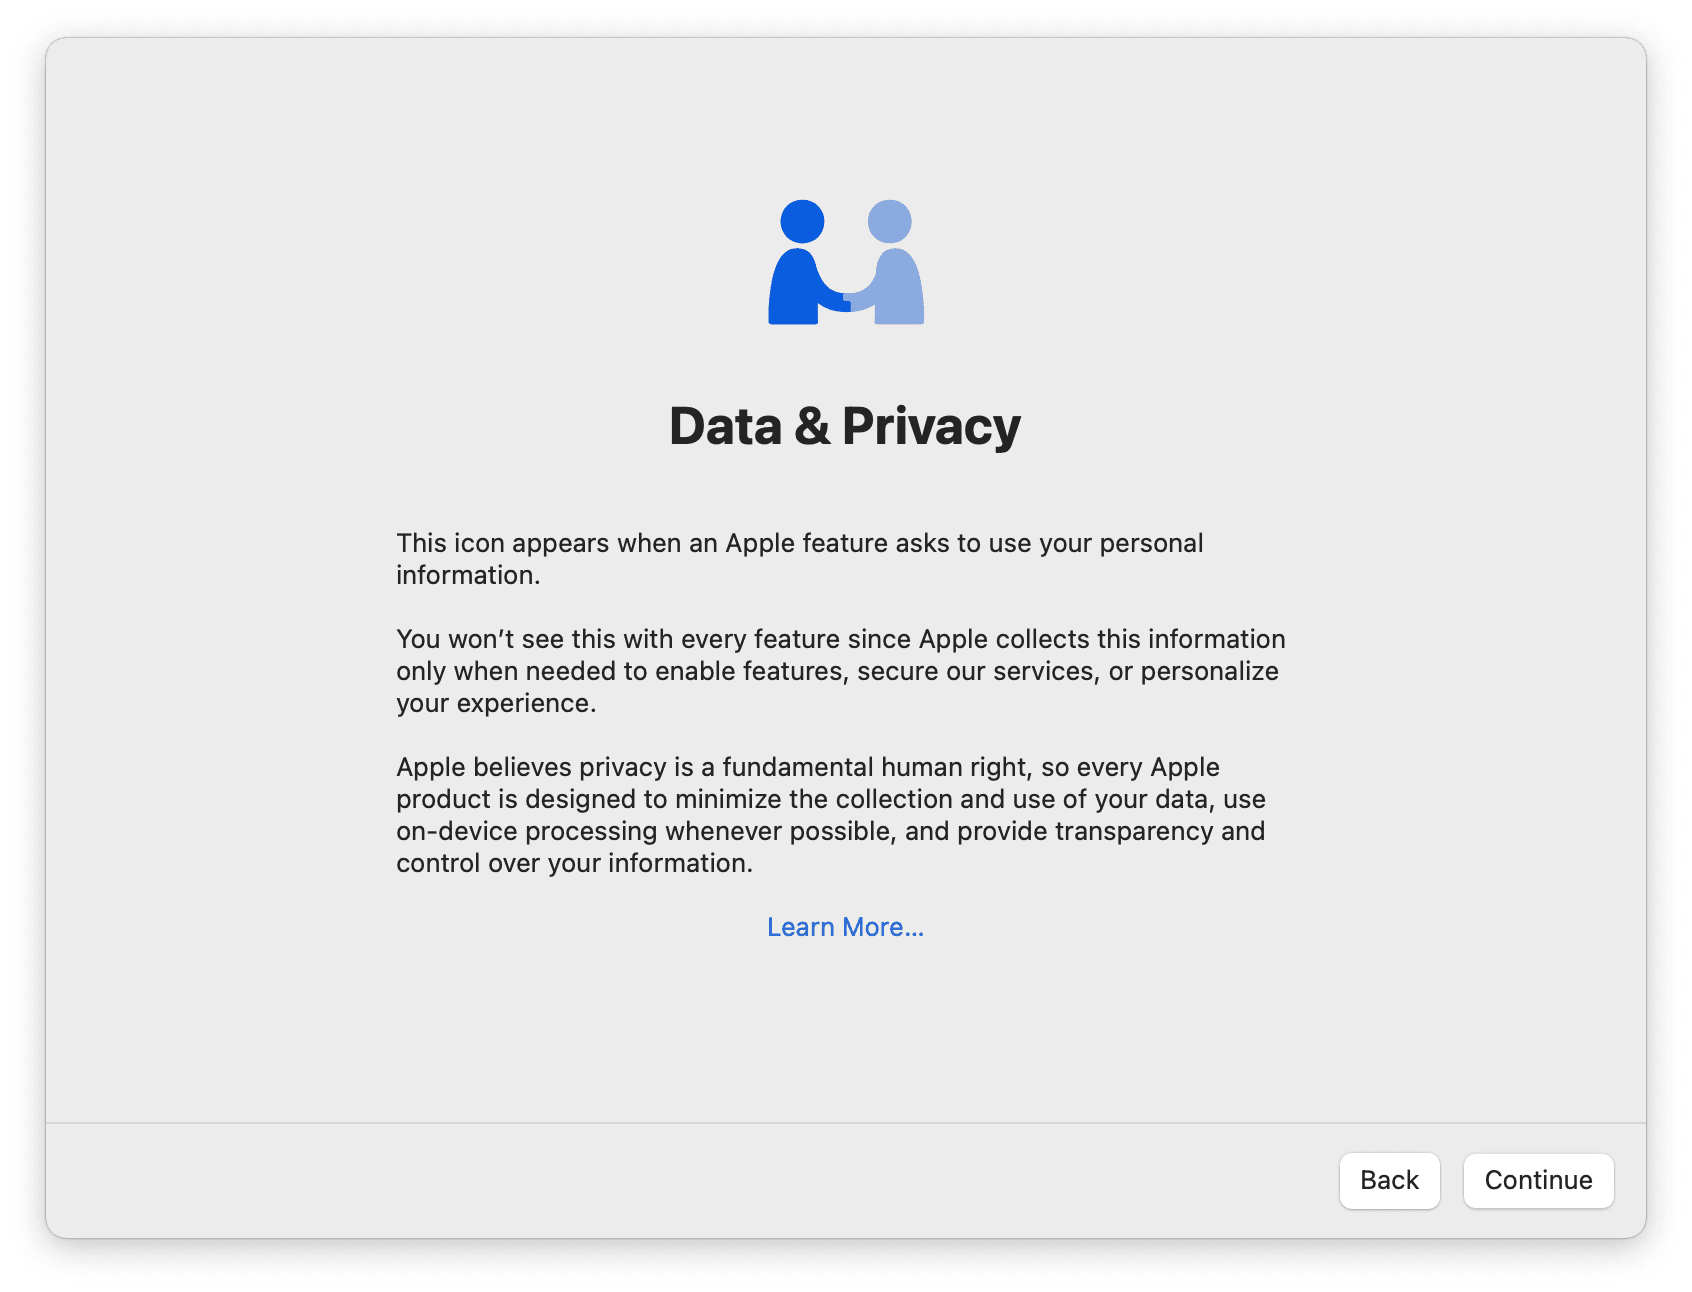 Data & Privacy
This icon appears when an Apple feature asks to use your personal
information.
You won’t see this with every feature since Apple collects this information
only when needed to enable features, secure our services, or personalize
your experience.
Apple believes privacy is a fundamental human right, so every Apple
product is designed to minimize the collection and use of your data, use
on-device processing whenever possible, and provide transparency and
control over your information.
Learn More...
Back
Continue